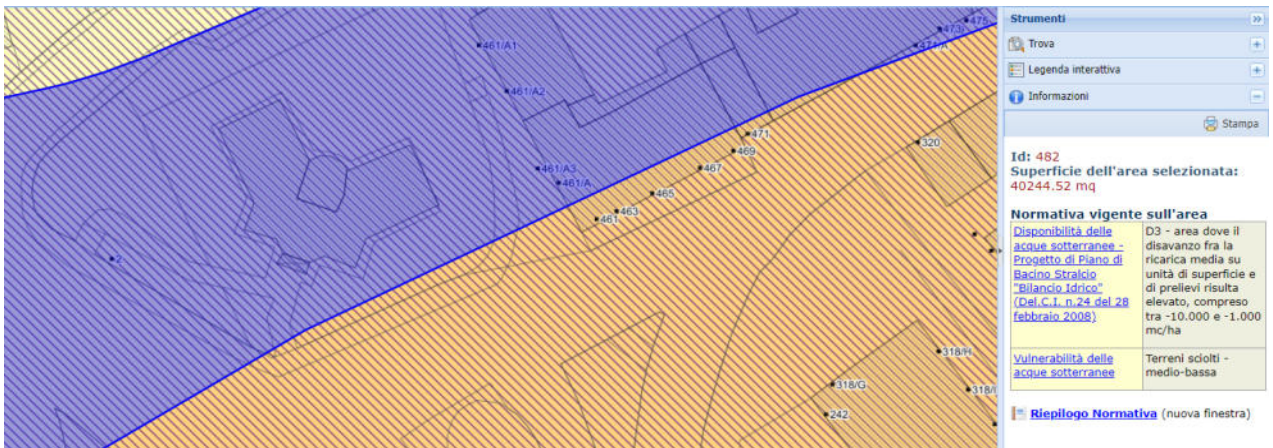 461/A1
461/A2
461/A3
461/A
2
475
473/
471/A
471
469
467
465
463
461
320
318/H
318/G
318/I
242
Strumenti
Trova
Legenda interattiva
Informazioni
Stampa
Id: 482
Superficie dell'area selezionata:
40244.52 mq
Normativa vigente sull'area
Disponibilità delle
acque sotterranee -
Progetto di Piano di
Bacino Stralcio
"Bilancio Idrico"
(Del.C.I. n.24 del 28
febbraio 2008)
D3 - area dove il
disavanzo fra la
ricarica media su
unità di superficie e
di prelievi risulta
elevato, compreso
tra -10.000 e -1.000
mc/ha
Vulnerabilità delle
acque sotterranee
Terreni sciolti -
medio-bassa
Riepilogo Normativa (nuova finestra)